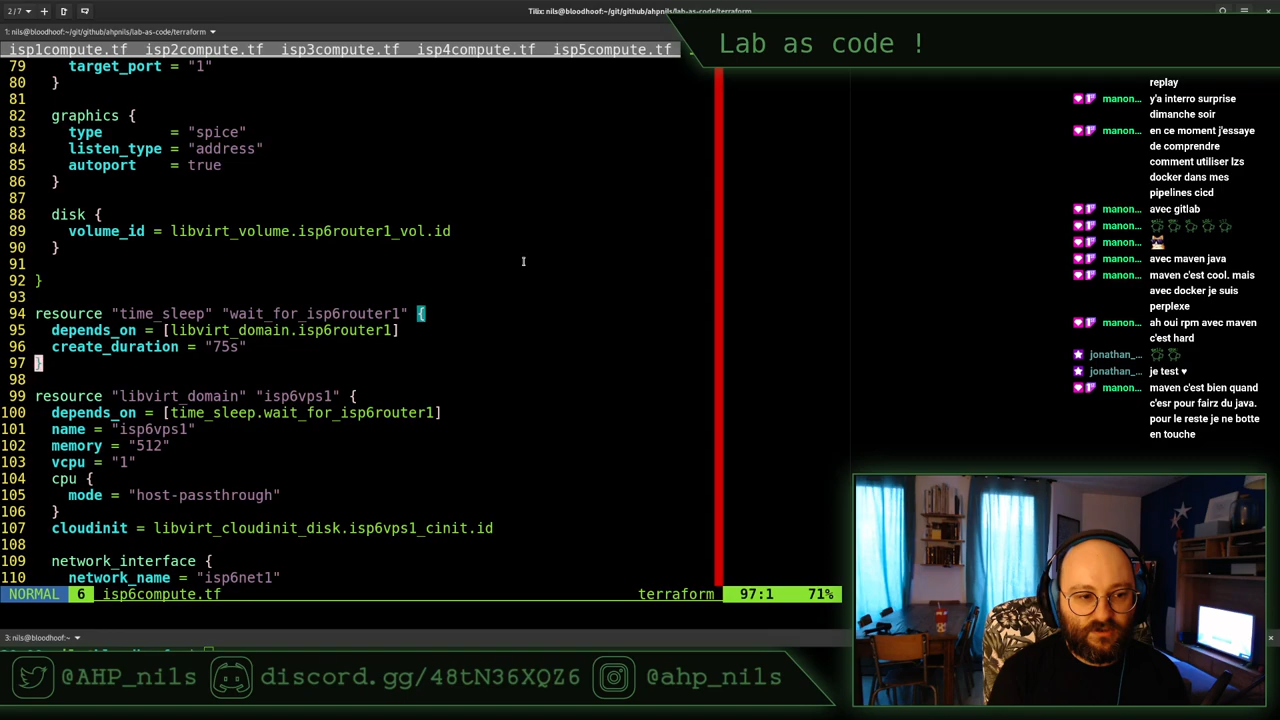 2/7
Tilix: nils@bloodhoof:~/git/github/ahpnils/lab-as-code/terraform
1: nils@bloodhoof:~/git/github/ahpnils/lab-as-code/terraform
isp1compute.tf isp2compute.tf isp3compute.tf isp4compute.tf isp5compute.tf
Lab as code !
79 target_port = "1"
80 }
81
82 graphics {
83 type = "spice"
84 listen_type = "address"
85 autoport = true
86 }
87
88 disk {
89 volume_id = libvirt_volume.isp6router1_vol.id
90 }
91
92 }
93
94 resource "time_sleep" "wait_for_isp6router1" {
95 depends_on = [libvirt_domain.isp6router1]
96 create_duration = "75s"
97 }
98
99 resource "libvirt_domain" "isp6vps1" {
100 depends_on = [time_sleep.wait_for_isp6router1]
101 name = "isp6vps1"
102 memory = "512"
103 vcpu = "1"
104 cpu {
105 mode = "host-passthrough"
106 }
107 cloudinit = libvirt_cloudinit_disk.isp6vps1_cinit.id
108
109 network_interface {
110 network_name = "isp6net1"
NORMAL 6 isp6compute.tf terraform 97:1 71%
3: nils@bloodhoof:~
replay
manon... y'a interro surprise
dimanche soir
manon... en ce moment j'essaye
de comprendre
comment utiliser lzs
docker dans mes
pipelines cicd
manon... avec gitlab
manon...
manon...
manon... avec maven java
manon... maven c'est cool. mais
avec docker je suis
perplexe
manon... ah oui rpm avec maven
c'est hard
jonathan_...
jonathan_... je test ♥
manon... maven c'est bien quand
c'esr pour fairz du java.
pour le reste je ne botte
en touche
@AHP_nils discord.gg/48tN36XQZ6 @ahp_nils